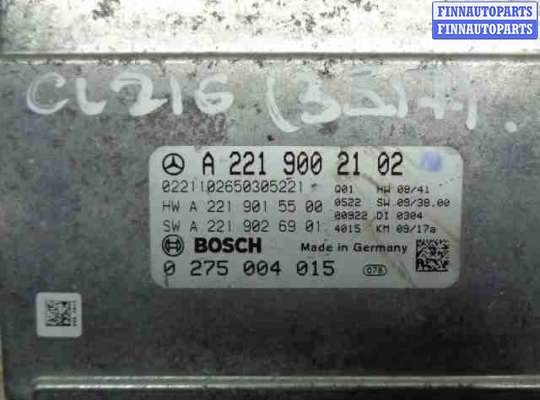 FINNAUTOPARTS
FINNAUTOPARTS
CL216 (3517).
A 221 900 21 02
0221102650305221 Q01 HW 08/41
HW A 221 901 55 00 0522 SW 09/38.00
SW A 221 902 69 01 00922 DI 0304
4015 KM 09/17a
BOSCH Made in Germany
0 275 004 015 078